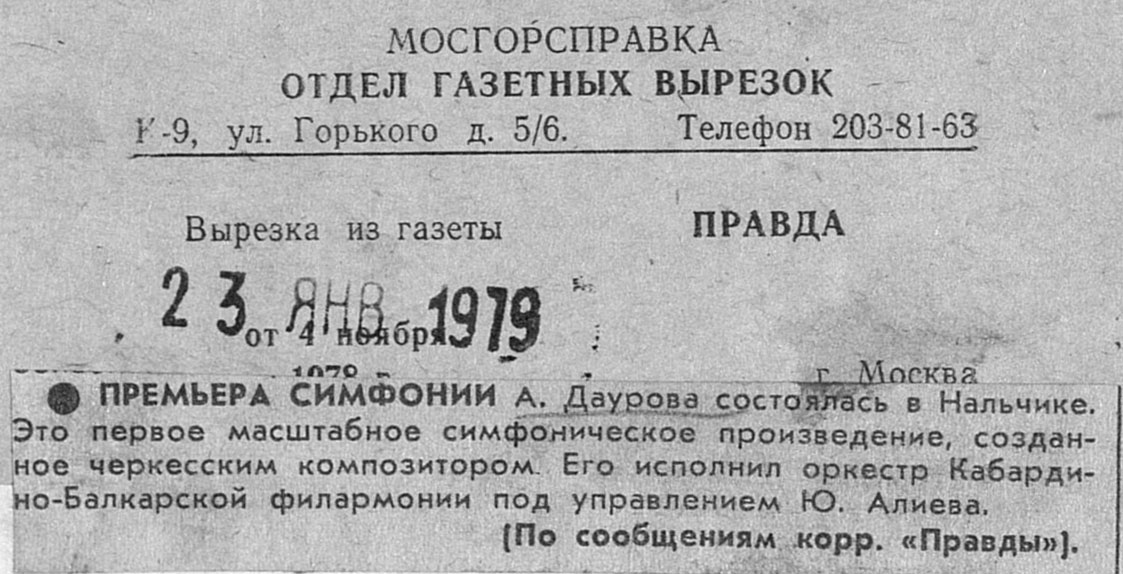 МОСГОРСПРАВКА
ОТДЕЛ ГАЗЕТНЫХ ВЫРЕЗОК
К-9, ул. Горького д. 5/6. Телефон 203-81-63
Вырезка из газеты ПРАВДА
23 ЯНВ 1979
от 4 ноября
1978 г. Москва
● ПРЕМЬЕРА СИМФОНИИ А. Даурова состоялась в Нальчике.
Это первое масштабное симфоническое произведение, создан-
ное черкесским композитором. Его исполнил оркестр Кабарди-
но-Балкарской филармонии под управлением Ю. Алиева.
(По сообщениям корр. «Правды»).